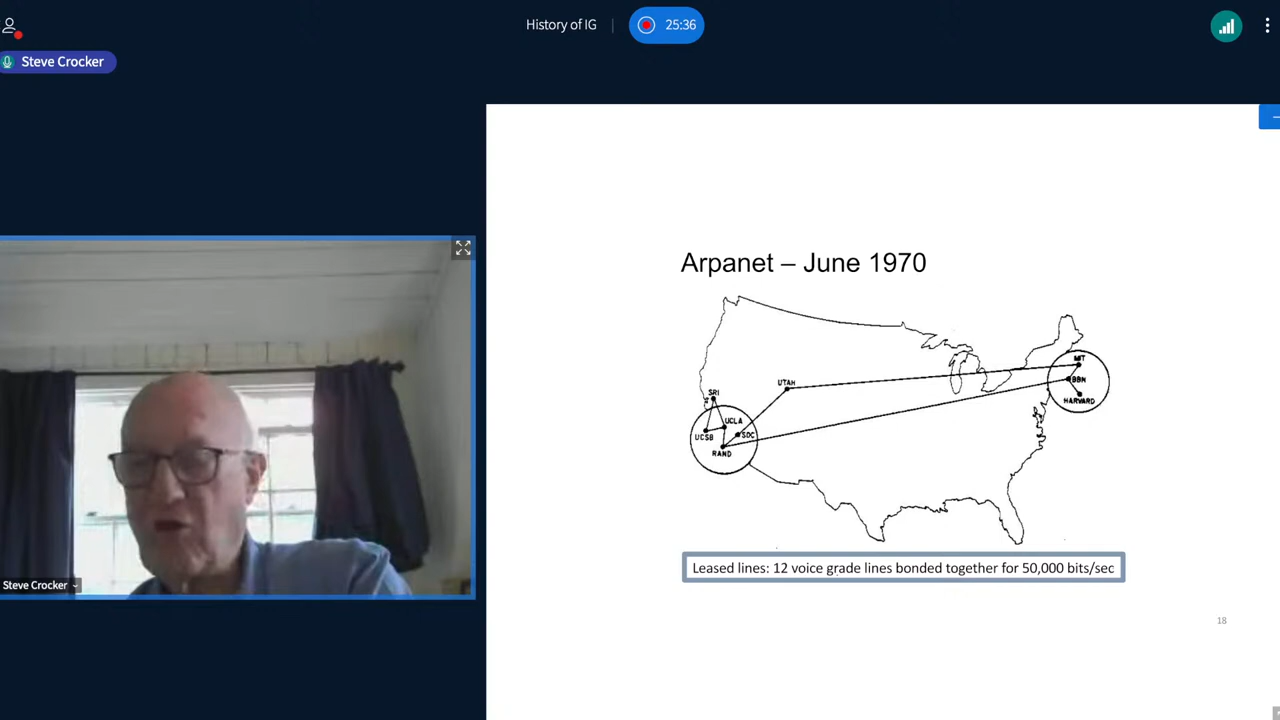 History of IG
25:36
Steve Crocker
Arpanet – June 1970
MIT
UTAH
BBN
SRI
HARVARD
UCLA
UCSB
SDC
RAND
Leased lines: 12 voice grade lines bonded together for 50,000 bits/sec
Steve Crocker
18